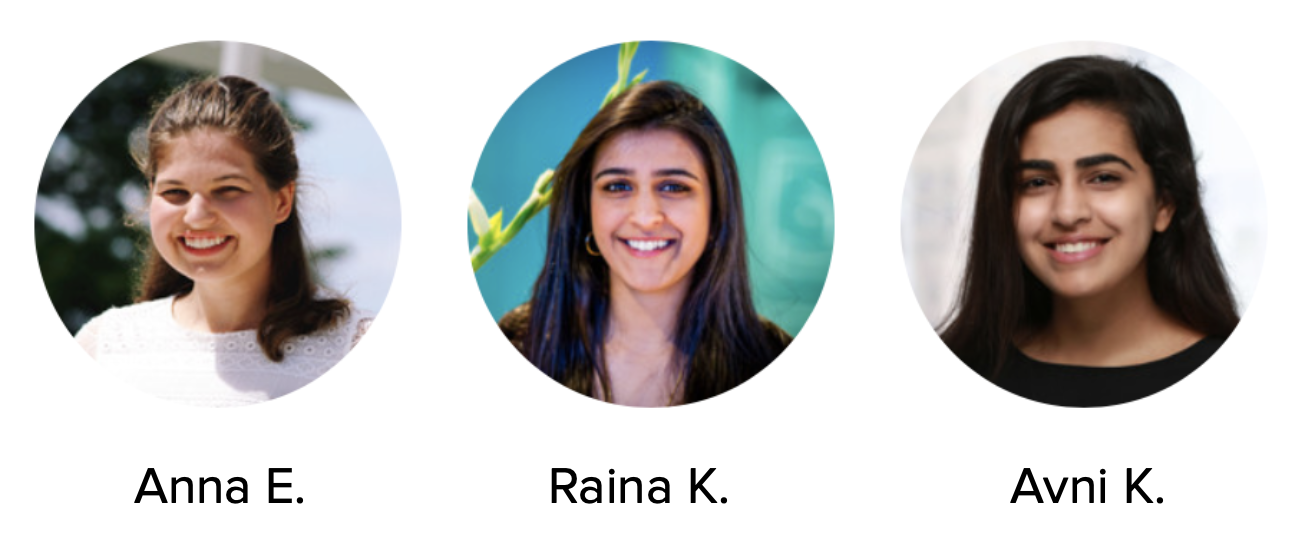 Anna E. Raina K. Avni K.